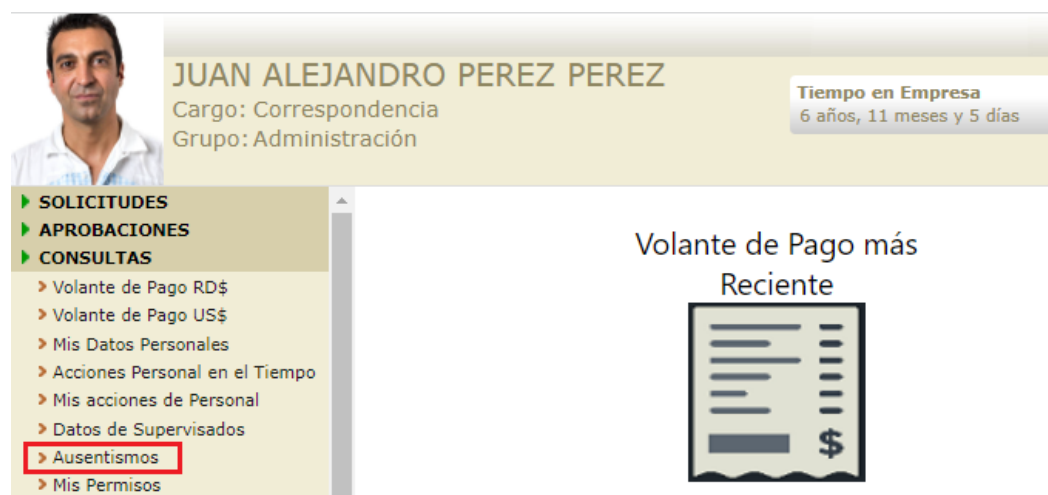 JUAN ALEJANDRO PEREZ PEREZ
Cargo: Correspondencia
Grupo: Administración
Tiempo en Empresa
6 años, 11 meses y 5 días
SOLICITUDES
APROBACIONES
CONSULTAS
Volante de Pago RD$
Volante de Pago US$
Mis Datos Personales
Acciones Personal en el Tiempo
Mis acciones de Personal
Datos de Supervisados
Ausentismos
Mis Permisos
Volante de Pago más
Reciente
$